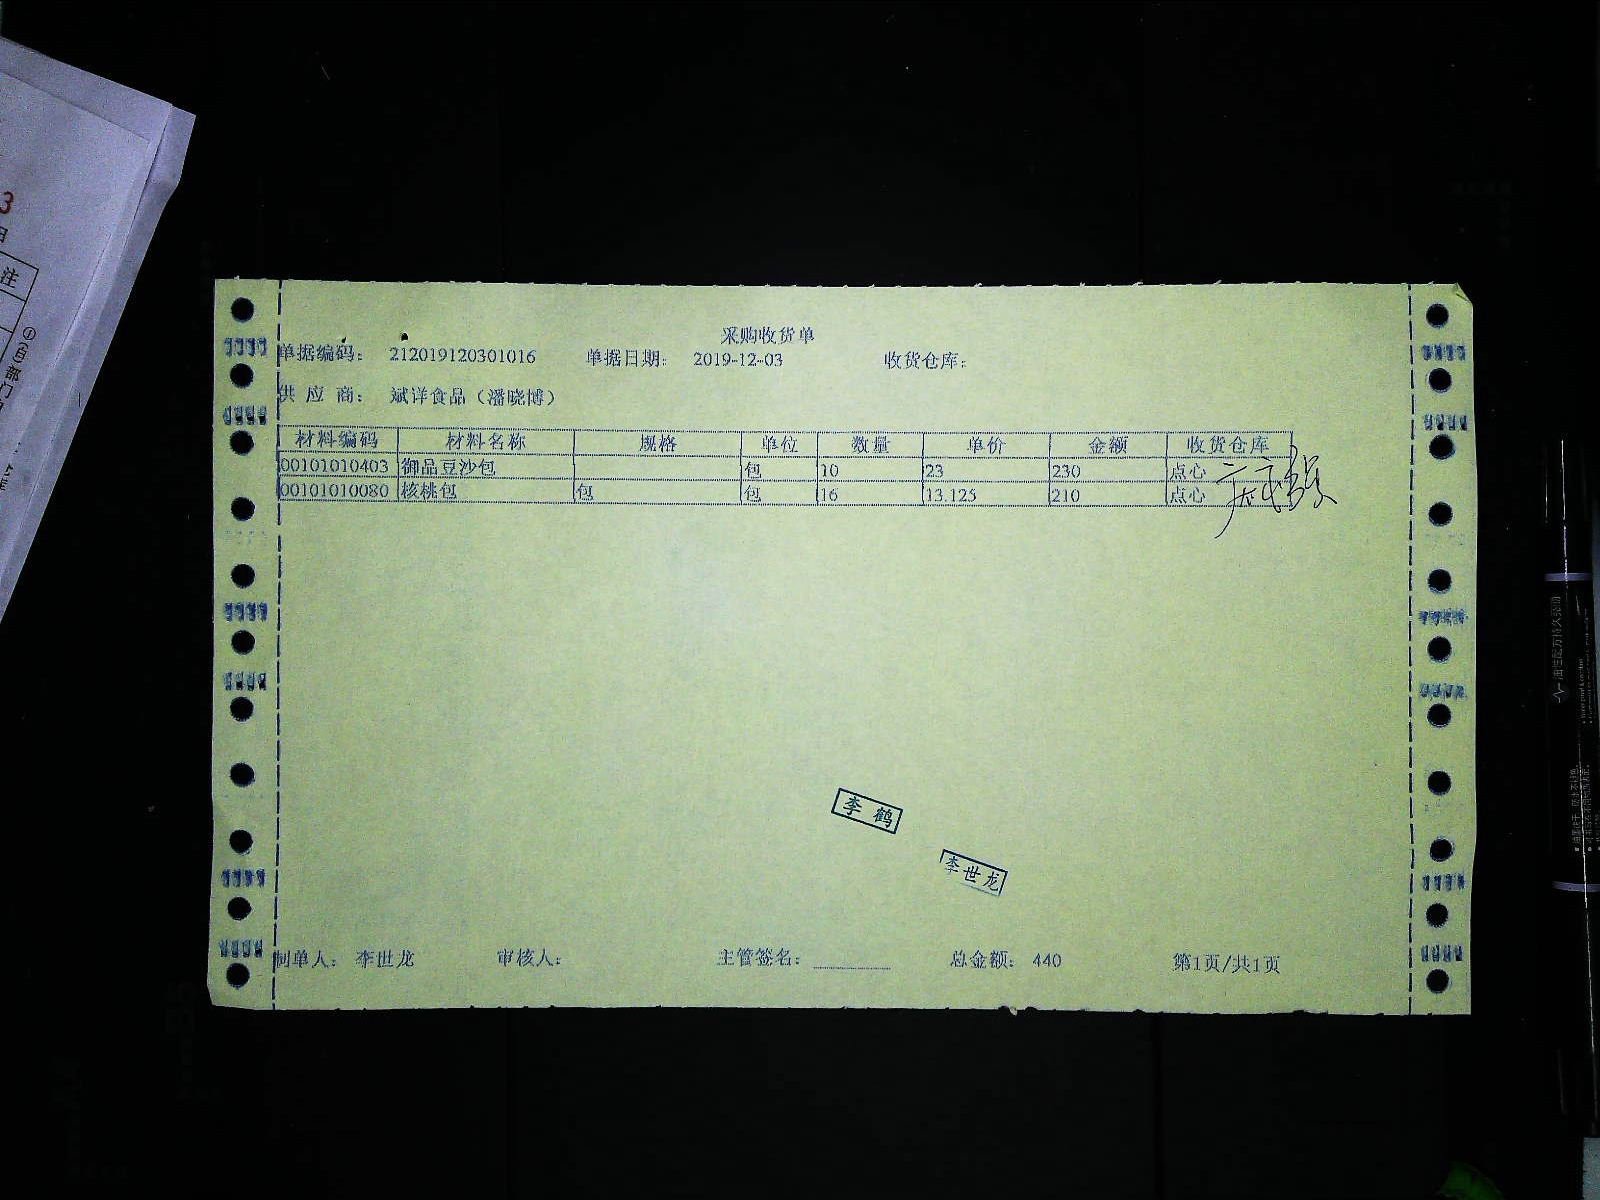 采购收货单
单据编码： 212019120301016 单据日期： 2019-12-03 收货仓库：
供 应 商： 斌洋食品（潘晓博）
材料编码 材料名称 规格 单位 数量 单价 金额 收货仓库
00101010403 御品豆沙包 包 10 23 230 点心
00101010080 核桃包 包 包 16 13.125 210 点心
李 鹤
李世龙
制单人： 李世龙 审核人： 主管签名： 总金额： 440 第1页/共1页
3
注